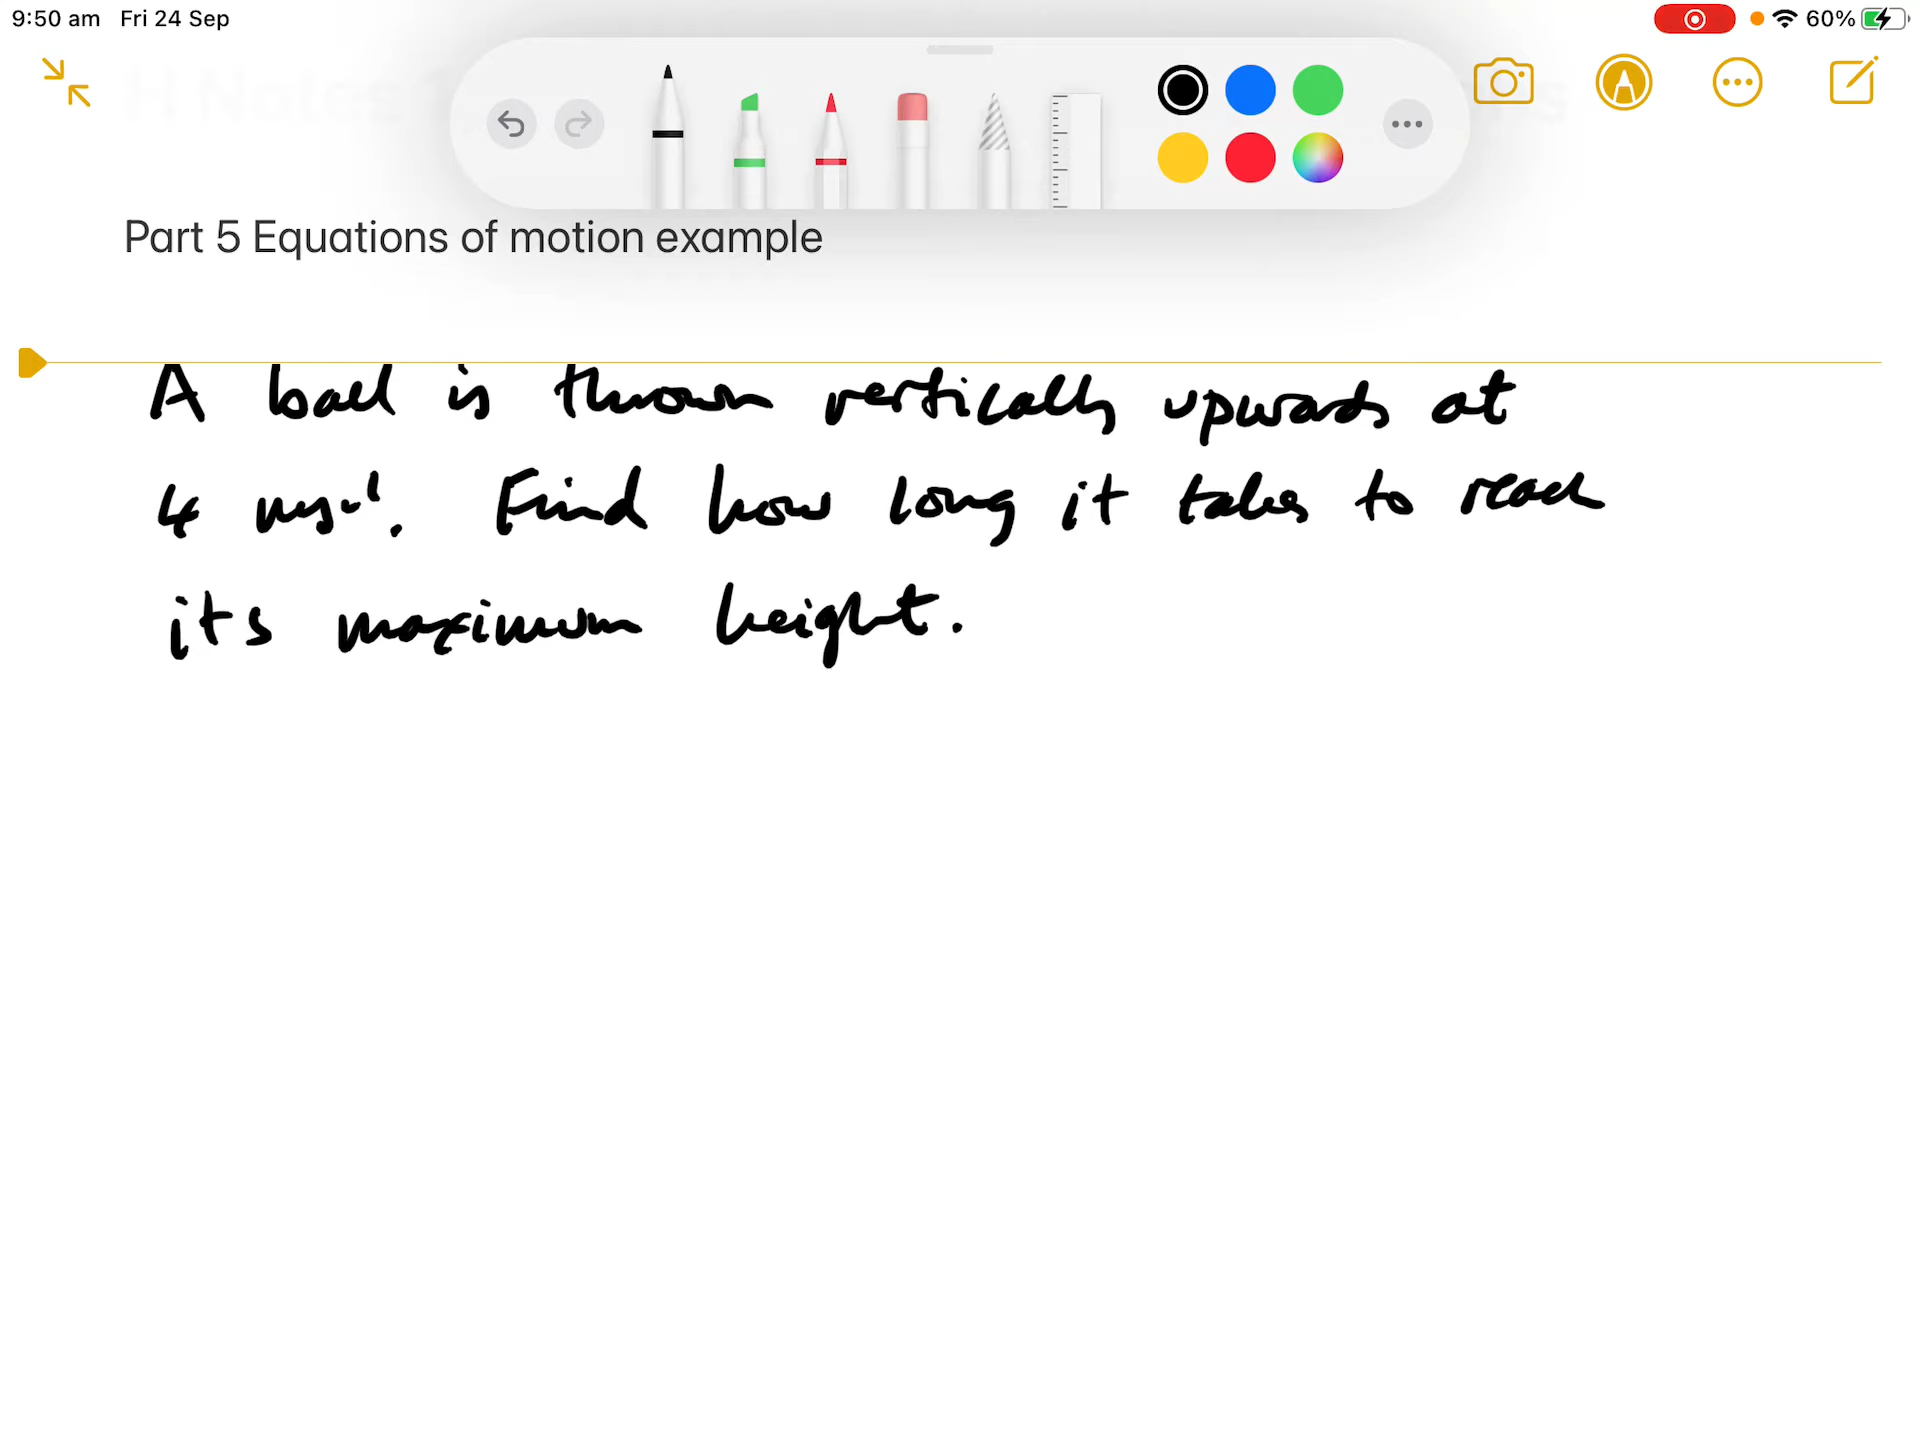 9:50 am Fri 24 Sep
60%
H Notes
Part 5 Equations of motion example
A ball is thrown vertically upwards at
4 ms⁻¹. Find how long it takes to reach
its maximum height.